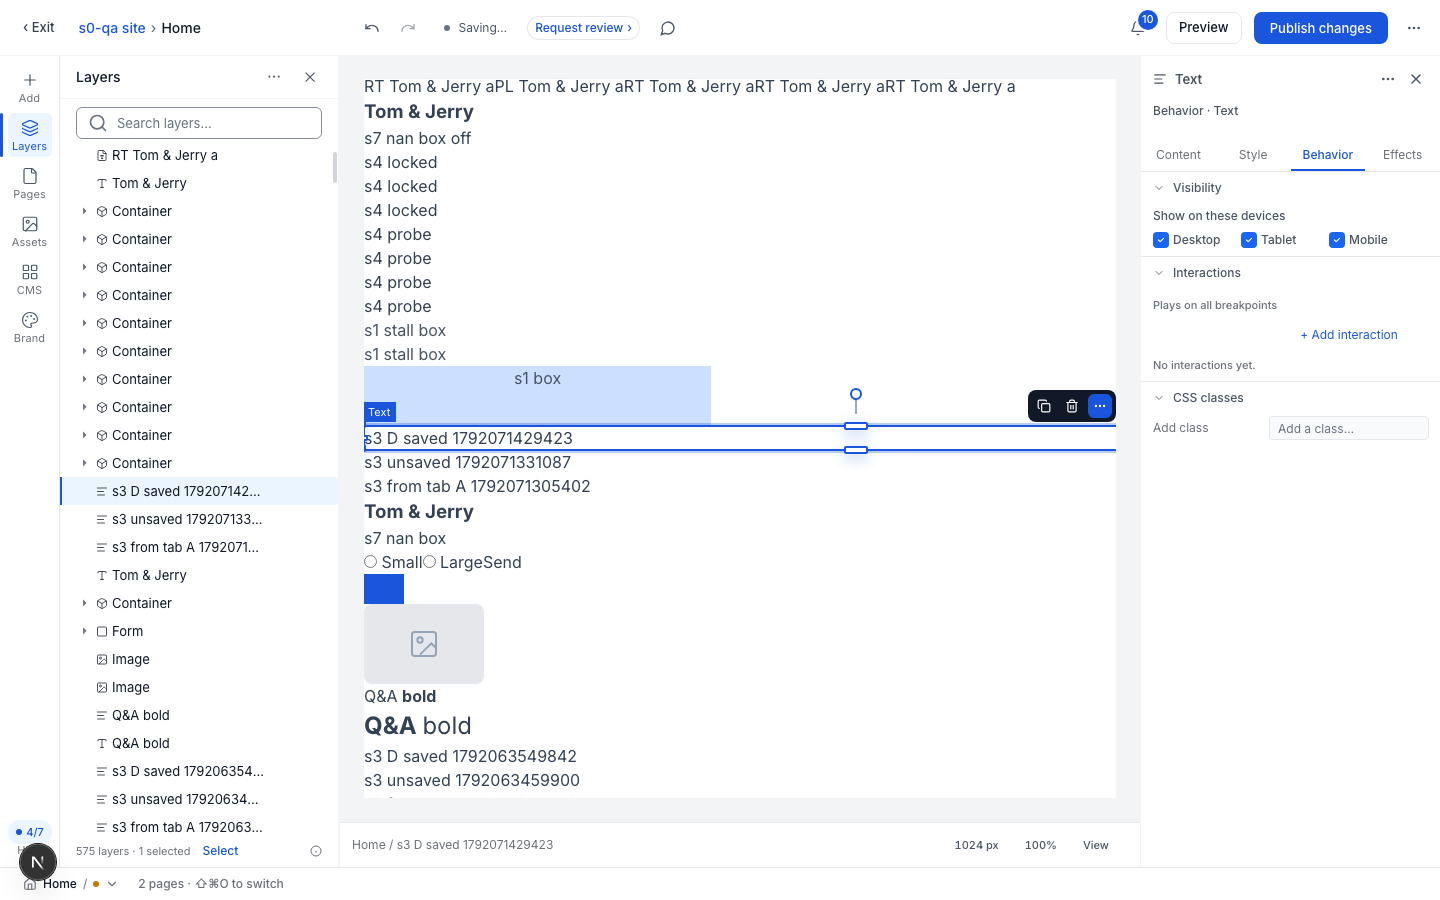 ‹ Exit
s0-qa site › Home
Saving...
Request review ›
10
Preview
Publish changes
Add
Layers
Pages
Assets
CMS
Brand
4/7
N
Layers
Search layers...
RT Tom & Jerry a
Tom & Jerry
Container
Container
Container
Container
Container
Container
Container
Container
Container
Container
s3 D saved 179207142...
s3 unsaved 179207133...
s3 from tab A 1792071...
Tom & Jerry
Container
Form
Image
Image
Q&A bold
Q&A bold
s3 D saved 179206354...
s3 unsaved 17920634...
s3 from tab A 1792063...
575 layers · 1 selected
Select
RT Tom & Jerry aPL Tom & Jerry aRT Tom & Jerry aRT Tom & Jerry aRT Tom & Jerry a
Tom & Jerry
s7 nan box off
s4 locked
s4 locked
s4 locked
s4 probe
s4 probe
s4 probe
s4 probe
s1 stall box
s1 stall box
s1 box
Text
s3 D saved 1792071429423
s3 unsaved 1792071331087
s3 from tab A 1792071305402
Tom & Jerry
s7 nan box
Small LargeSend
Q&A bold
Q&A bold
s3 D saved 1792063549842
s3 unsaved 1792063459900
Home / s3 D saved 1792071429423
1024 px
100%
View
Text
Behavior · Text
Content
Style
Behavior
Effects
Visibility
Show on these devices
Desktop
Tablet
Mobile
Interactions
Plays on all breakpoints
+ Add interaction
No interactions yet.
CSS classes
Add class
Add a class...
Home /
2 pages · ⇧⌘O to switch